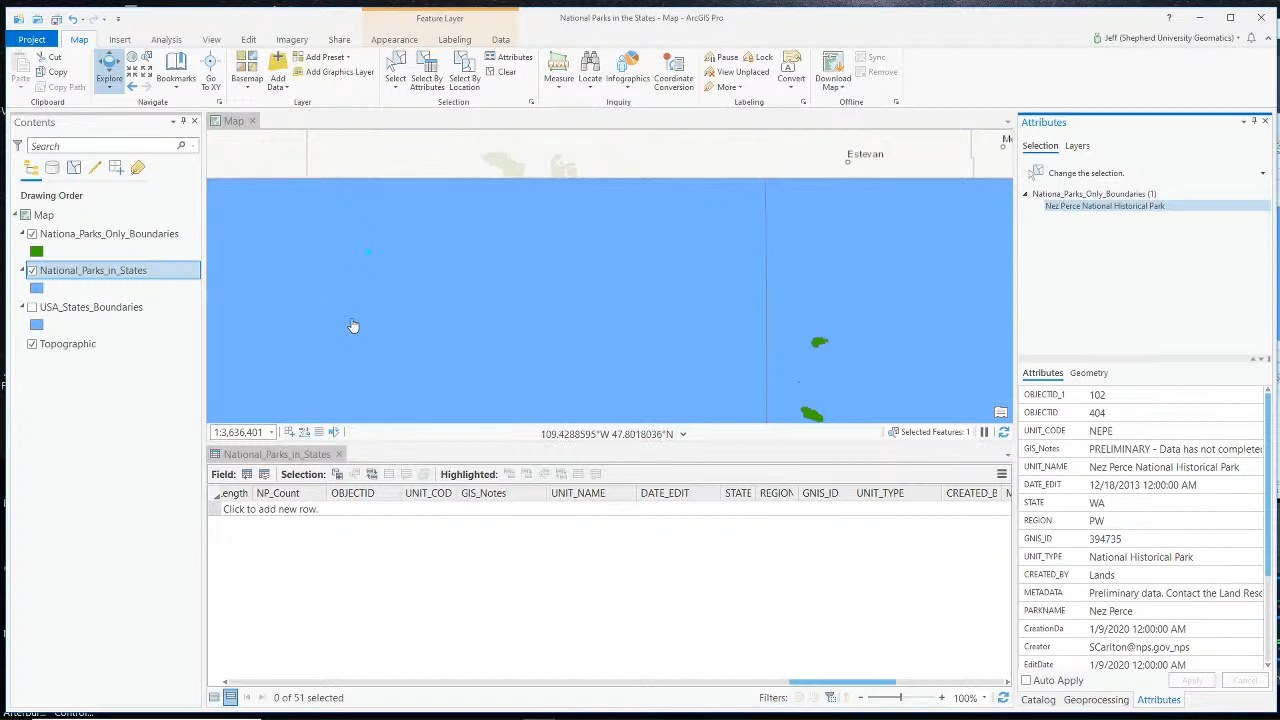 Feature Layer
National Parks in the States - Map - ArcGIS Pro
?
Project
Map
Insert
Analysis
View
Edit
Imagery
Share
Appearance
Labeling
Data
Jeff (Shepherd University Geomatics)
Paste
Cut
Copy
Copy Path
Clipboard
Explore
Bookmarks
Go To XY
Navigate
Basemap
Add Data
Add Preset
Add Graphics Layer
Layer
Select
Select By Attributes
Select By Location
Attributes
Clear
Selection
Measure
Locate
Infographics
Coordinate Conversion
Inquiry
Pause
Lock
View Unplaced
More
Convert
Labeling
Download Map
Sync
Remove
Offline
Contents
Search
Drawing Order
Map
Nationa_Parks_Only_Boundaries
National_Parks_in_States
USA_States_Boundaries
Topographic
Map
Estevan
1:3,636,401
109.4288595°W 47.8018036°N
Selected Features: 1
National_Parks_in_States
Field:
Selection:
Highlighted:
ength NP_Count OBJECTID UNIT_COD GIS_Notes UNIT_NAME DATE_EDIT STATE REGION GNIS_ID UNIT_TYPE CREATED_B
Click to add new row.
0 of 51 selected
Filters:
100%
Attributes
Selection Layers
Change the selection.
Nationa_Parks_Only_Boundaries (1)
Nez Perce National Historical Park
Attributes Geometry
OBJECTID_1 102
OBJECTID 404
UNIT_CODE NEPE
GIS_Notes PRELIMINARY - Data has not complete
UNIT_NAME Nez Perce National Historical Park
DATE_EDIT 12/18/2013 12:00:00 AM
STATE WA
REGION PW
GNIS_ID 394735
UNIT_TYPE National Historical Park
CREATED_BY Lands
METADATA Preliminary data. Contact the Land Resc
PARKNAME Nez Perce
CreationDa 1/9/2020 12:00:00 AM
Creator SCarlton@nps.gov_nps
EditDate 1/9/2020 12:00:00 AM
Auto Apply
Apply
Cancel
Catalog Geoprocessing Attributes